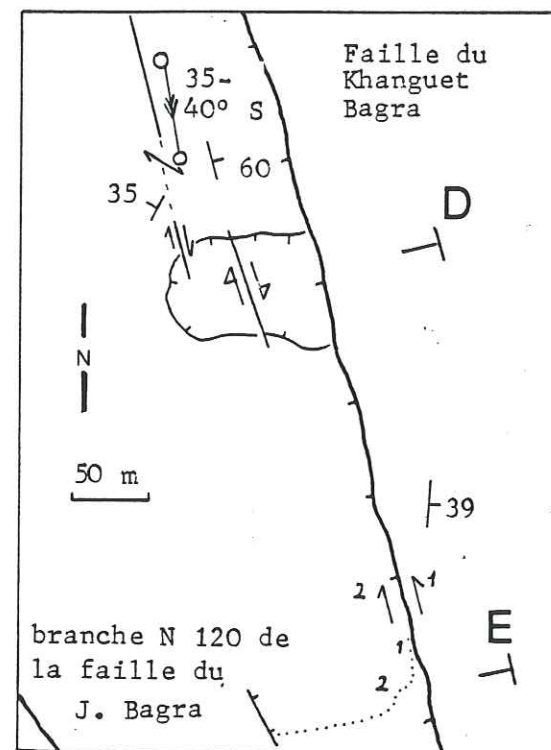 Faille du
Khanguet
Bagra
35-
40° S
60
35
D
N
50 m
39
2
1
1
2
E
branche N 120 de
la faille du
J. Bagra